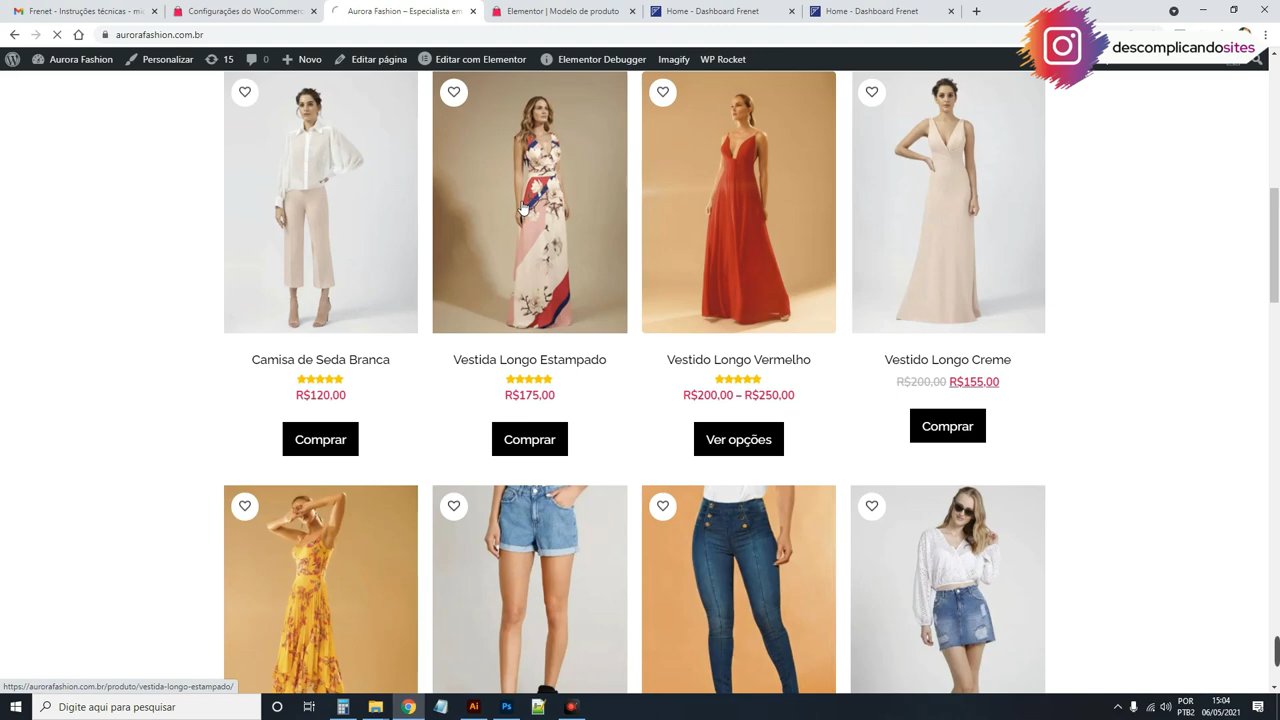 Frenet - Instruções técnicas - em
Configurações do WooCommerc
Frenet
Elementor | Modelo de produto
Home - Dashboard Frenet
Home - Dashboard Frenet
aurorafashion.com.br
descomplicandosites
Aurora Fashion
Personalizar
15
0
Novo
Editar página
Editar com Elementor
Elementor Debugger
Imagify
WP Rocket
Camisa de Seda Branca
R$120,00
Comprar
Vestida Longo Estampado
R$175,00
Comprar
Vestido Longo Vermelho
R$200,00 – R$250,00
Ver opções
Vestido Longo Creme
R$200,00 R$155,00
Comprar
https://aurorafashion.com.br/produto/vestida-longo-estampado/
Digite aqui para pesquisar
Ai
Ps
POR
PTB2
15:04
06/05/2021